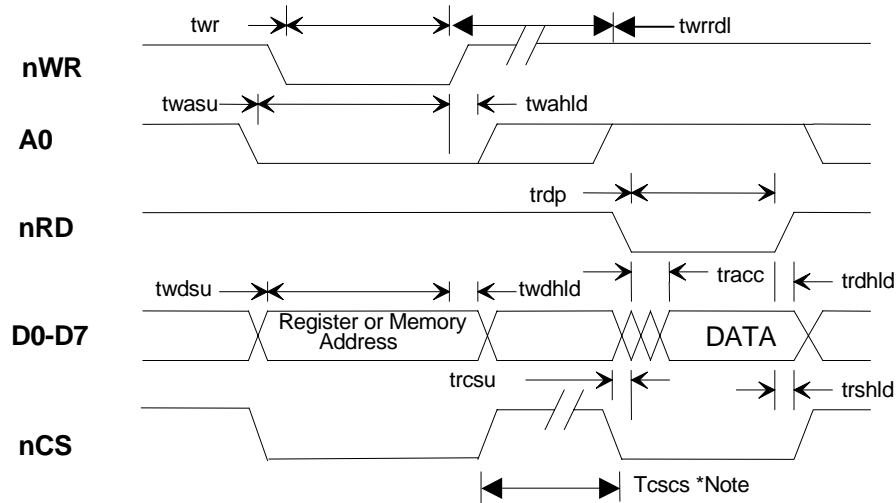 twr
twrrdl
nWR
twasu
twahld
A0
trdp
nRD
twdsu
twdhld
tracc
trdhld
D0-D7
Register or Memory
Address
DATA
trcsu
trshld
nCS
Tcscs *Note